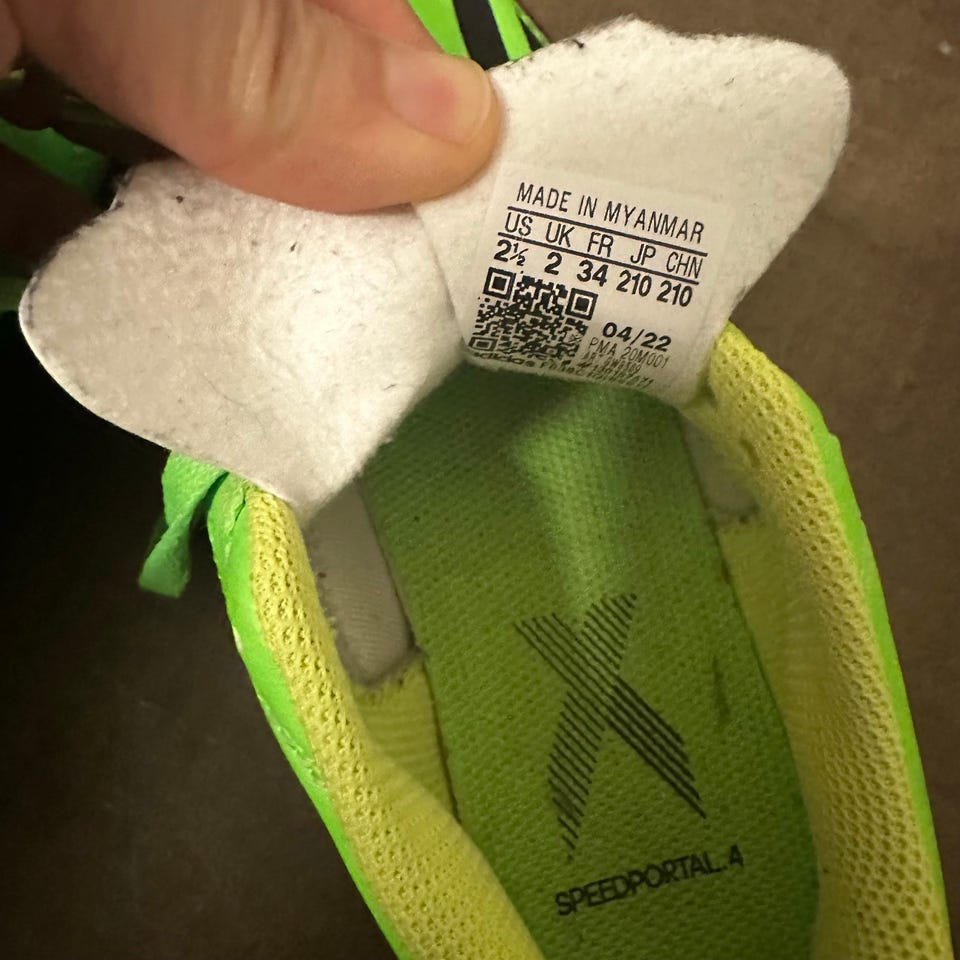 MADE IN MYANMAR
US UK FR JP CHN
2½ 2 34 210 210
04/22
PMA 20M001
X
SPEEDPORTAL.4